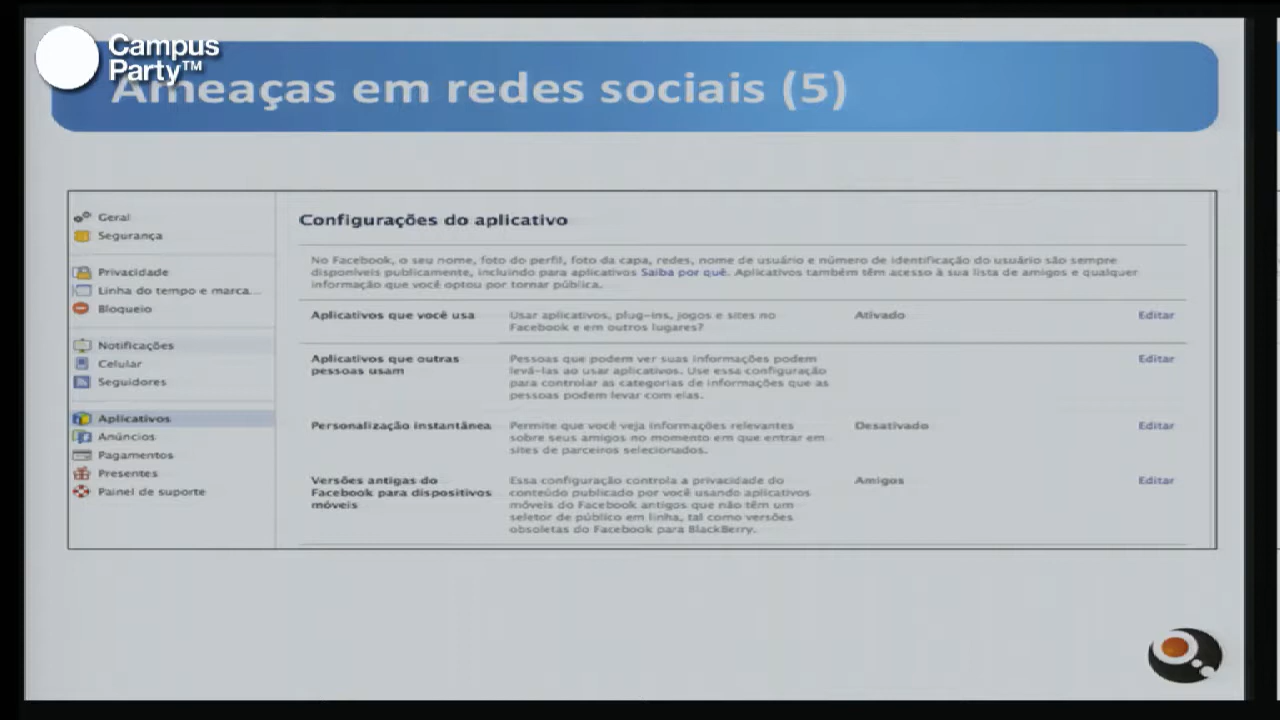 Campus
Party™
Ameaças em redes sociais (5)
Geral
Segurança
Privacidade
Linha do tempo e marca...
Bloqueio
Notificações
Celular
Seguidores
Aplicativos
Anúncios
Pagamentos
Presentes
Painel de suporte
Configurações do aplicativo
No Facebook, o seu nome, foto do perfil, foto da capa, redes, nome de usuário e número de identificação do usuário são sempre
disponíveis publicamente, incluindo para aplicativos Saiba por quê. Aplicativos também têm acesso à sua lista de amigos e qualquer
informação que você optou por tornar pública.
Aplicativos que você usa
Usar aplicativos, plug-ins, jogos e sites no
Facebook e em outros lugares?
Ativado
Editar
Aplicativos que outras
pessoas usam
Pessoas que podem ver suas informações podem
levá-las ao usar aplicativos. Use essa configuração
para controlar as categorias de informações que as
pessoas podem levar com elas.
Editar
Personalização instantânea
Permite que você veja informações relevantes
sobre seus amigos no momento em que entrar em
sites de parceiros selecionados.
Desativado
Editar
Versões antigas do
Facebook para dispositivos
móveis
Essa configuração controla a privacidade do
conteúdo publicado por você usando aplicativos
móveis do Facebook antigos que não têm um
seletor de público em linha, tal como versões
obsoletas do Facebook para BlackBerry.
Amigos
Editar